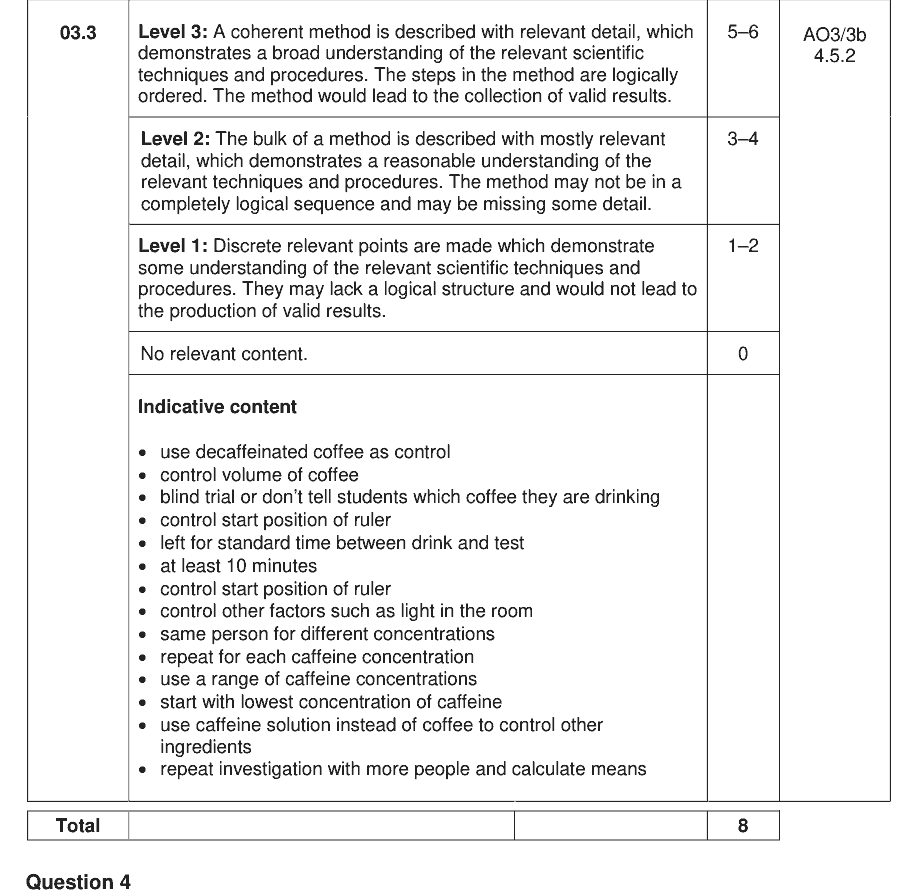 03.3
Level 3: A coherent method is described with relevant detail, which
demonstrates a broad understanding of the relevant scientific
techniques and procedures. The steps in the method are logically
ordered. The method would lead to the collection of valid results.
5–6
AO3/3b
4.5.2
Level 2: The bulk of a method is described with mostly relevant
detail, which demonstrates a reasonable understanding of the
relevant techniques and procedures. The method may not be in a
completely logical sequence and may be missing some detail.
3–4
Level 1: Discrete relevant points are made which demonstrate
some understanding of the relevant scientific techniques and
procedures. They may lack a logical structure and would not lead to
the production of valid results.
1–2
No relevant content.
0
Indicative content
• use decaffeinated coffee as control
• control volume of coffee
• blind trial or don’t tell students which coffee they are drinking
• control start position of ruler
• left for standard time between drink and test
• at least 10 minutes
• control start position of ruler
• control other factors such as light in the room
• same person for different concentrations
• repeat for each caffeine concentration
• use a range of caffeine concentrations
• start with lowest concentration of caffeine
• use caffeine solution instead of coffee to control other
ingredients
• repeat investigation with more people and calculate means
Total
8
Question 4